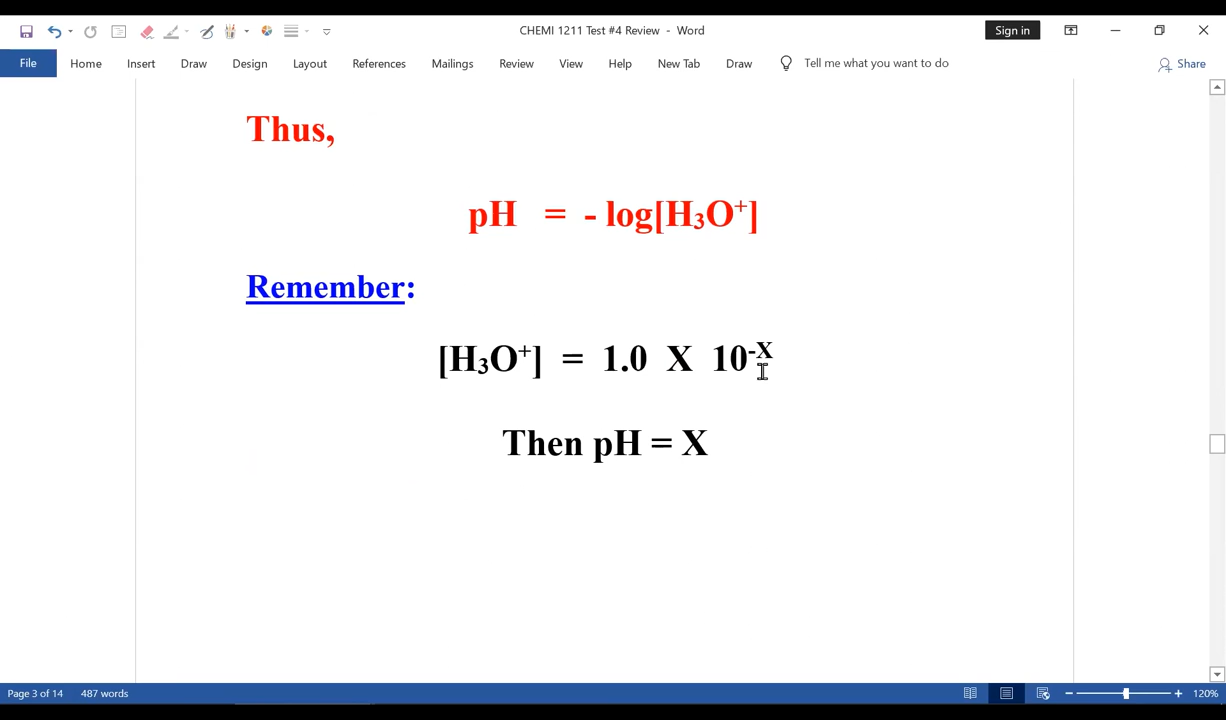 CHEMI 1211 Test #4 Review - Word
Sign in
File Home Insert Draw Design Layout References Mailings Review View Help New Tab Draw Tell me what you want to do Share
Thus,
pH = - log[H₃O⁺]
Remember:
[H₃O⁺] = 1.0 X 10⁻ˣ
Then pH = X
Page 3 of 14 487 words 120%